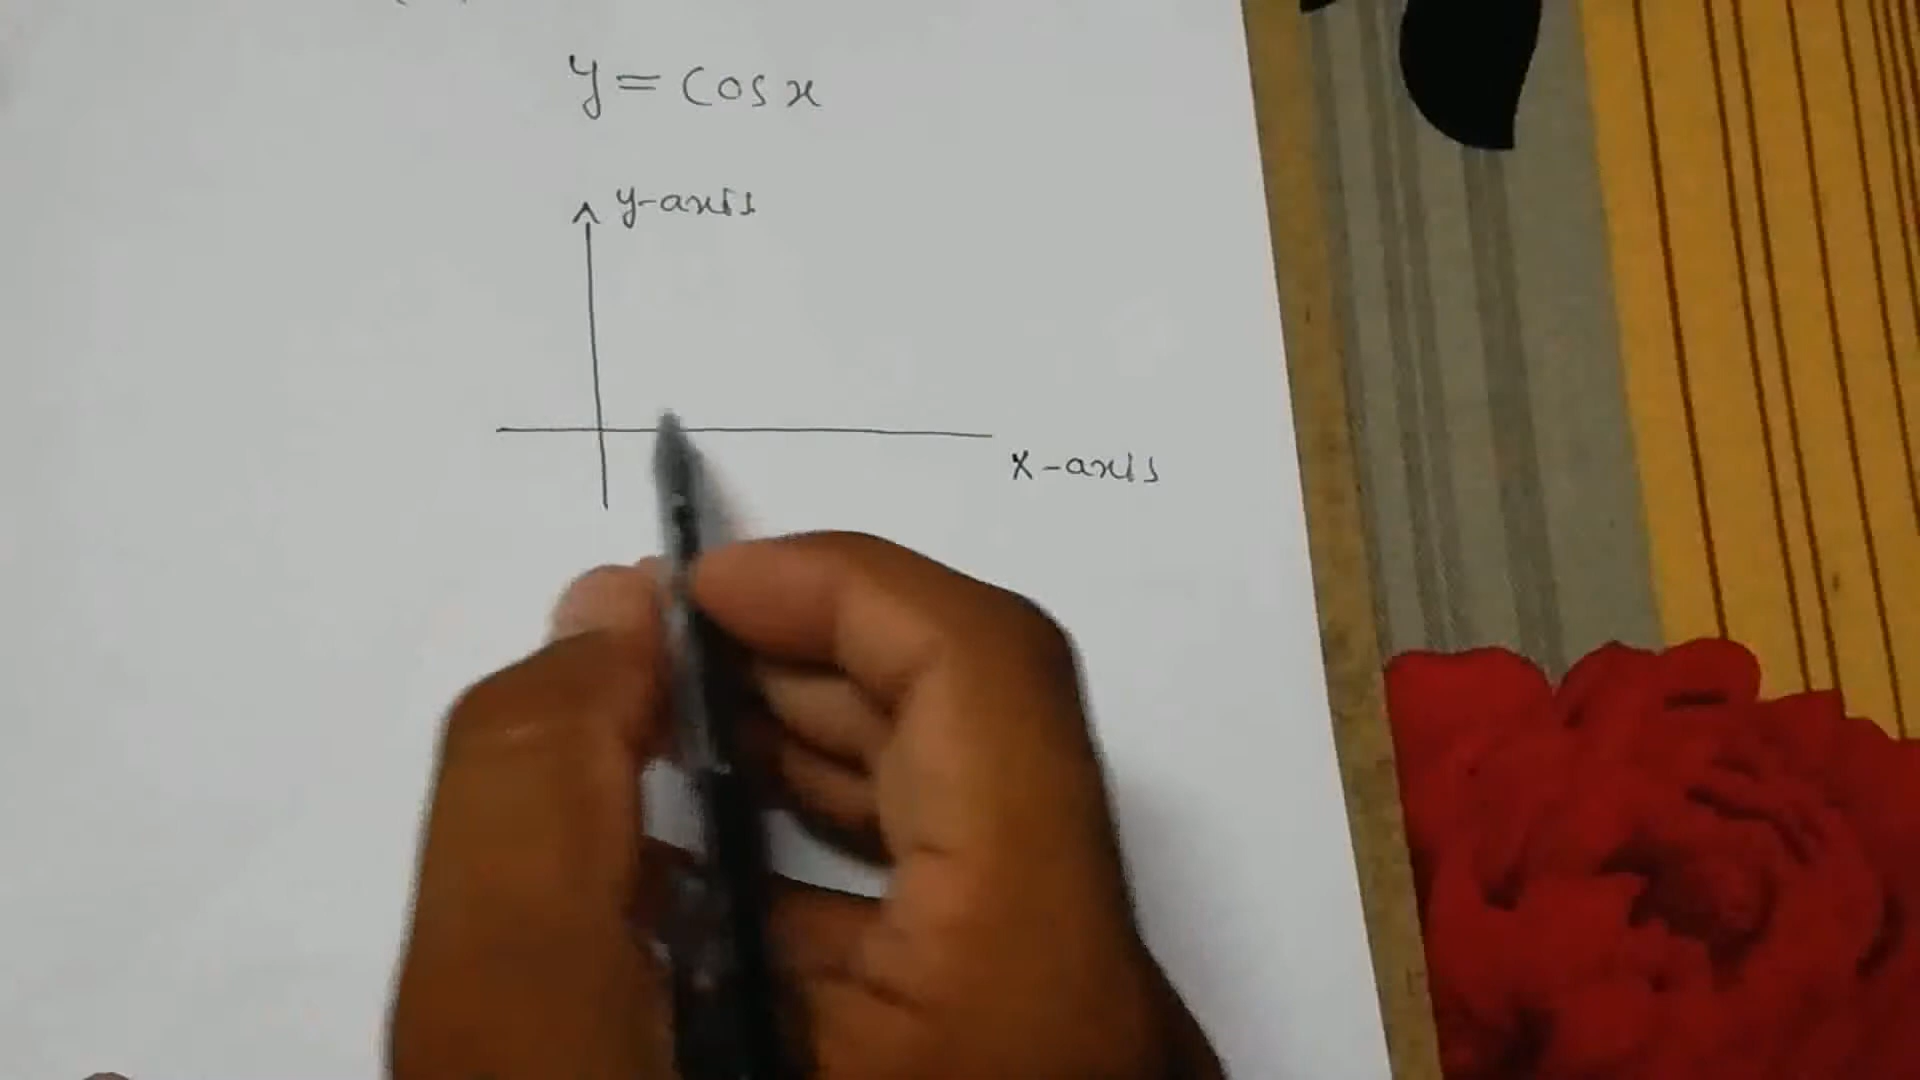 y = cos x
y-axis
x-axis